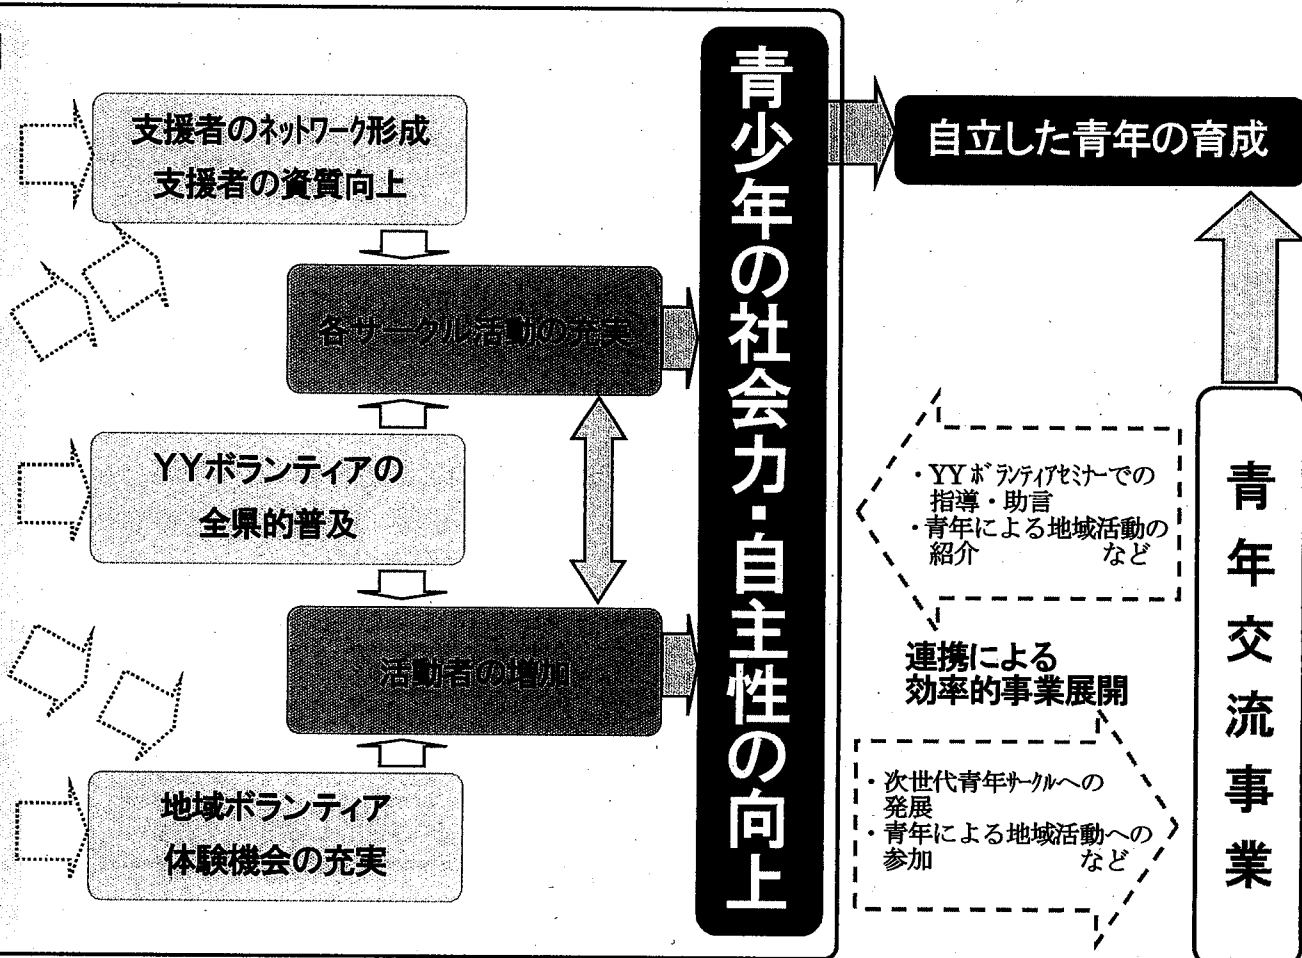 支援者のネットワーク形成
支援者の資質向上
各サークル活動の充実
YYボランティアの
全県的普及
活動者の増加
地域ボランティア
体験機会の充実
青少年の社会力・自主性の向上
自立した青年の育成
・YYボランティアセミナーでの
指導・助言
・青年による地域活動の
紹介 など
連携による
効率的事業展開
・次世代青年サークルへの
発展
・青年による地域活動への
参加 など
青年交流事業